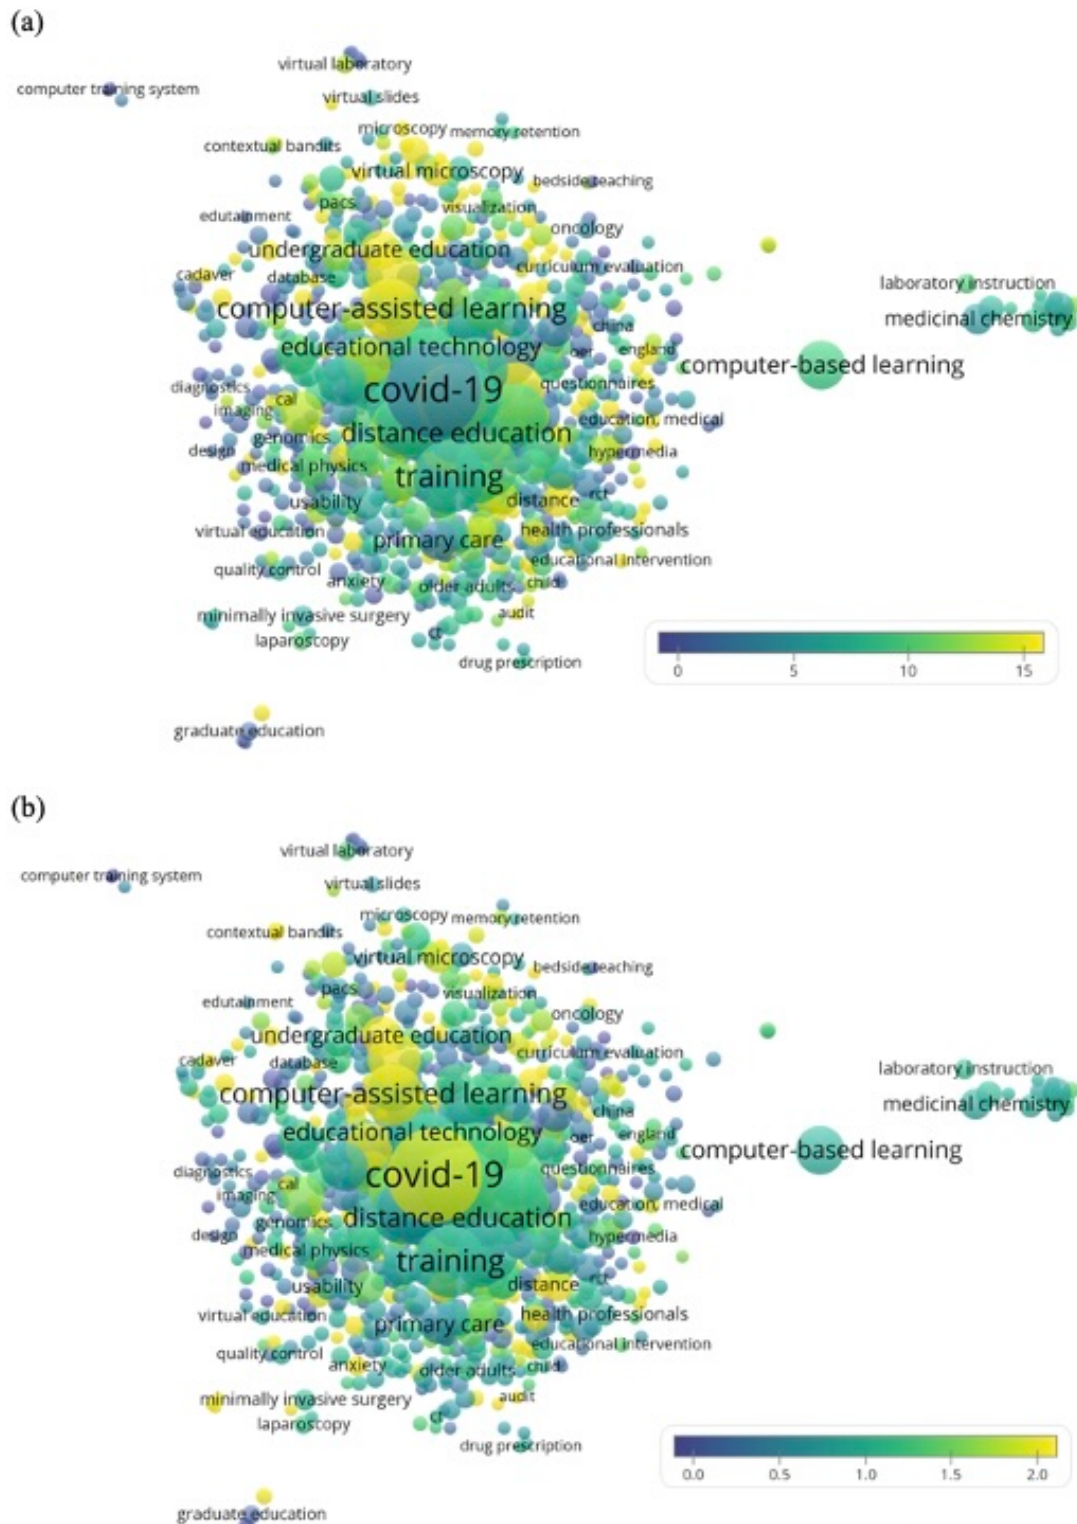 (a)
virtual laboratory
computer training system
virtual slides
microscopy
memory retention
contextual bandits
virtual microscopy
bedside teaching
pacs
visualization
edutainment
oncology
undergraduate education
curriculum evaluation
cadaver
database
laboratory instruction
computer-assisted learning
medicinal chemistry
china
educational technology
oer
england
computer-based learning
covid-19
questionnaires
diagnostics
cal
imaging
education, medical
distance education
genomics
design
hypermedia
medical physics
training
usability
distance
rct
virtual education
health professionals
primary care
educational intervention
quality control
anxiety
older adults
child
minimally invasive surgery
audit
laparoscopy
ct
drug prescription
0 5 10 15
graduate education
(b)
virtual laboratory
computer training system
virtual slides
microscopy
memory retention
contextual bandits
virtual microscopy
bedside teaching
pacs
visualization
edutainment
oncology
undergraduate education
curriculum evaluation
cadaver
database
laboratory instruction
computer-assisted learning
medicinal chemistry
china
educational technology
oer
england
computer-based learning
covid-19
questionnaires
diagnostics
cal
imaging
education, medical
distance education
genomics
design
hypermedia
medical physics
training
usability
distance
rct
virtual education
health professionals
primary care
educational intervention
quality control
anxiety
older adults
child
minimally invasive surgery
audit
laparoscopy
ct
drug prescription
0.0 0.5 1.0 1.5 2.0
graduate education